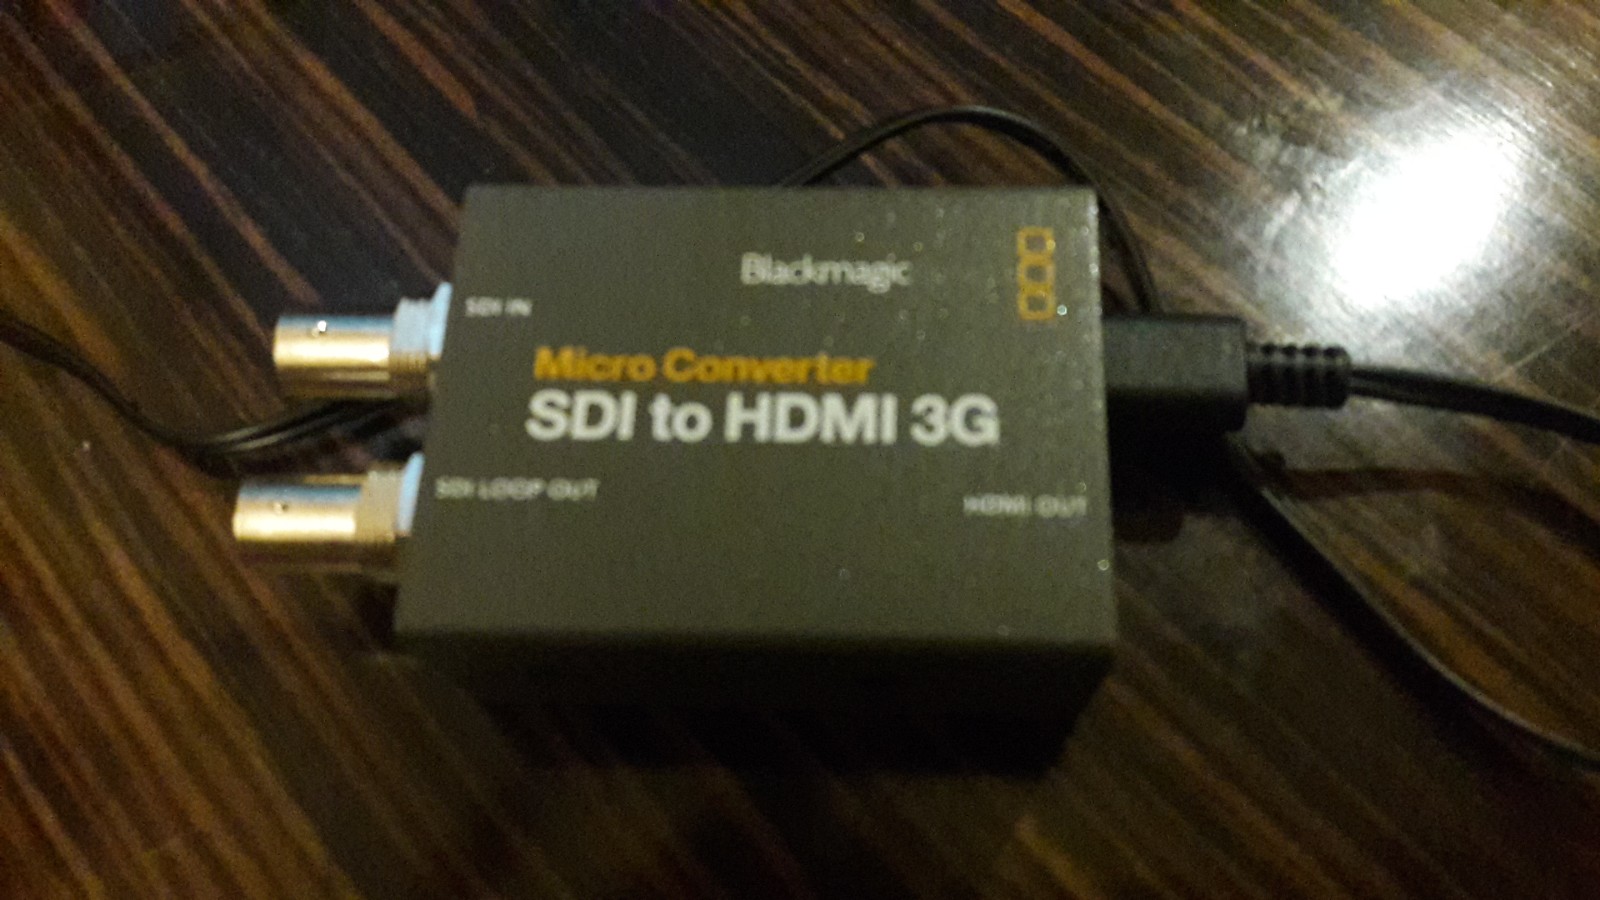 Blackmagic
SDI IN
Micro Converter
SDI to HDMI 3G
SDI LOOP OUT
HDMI OUT